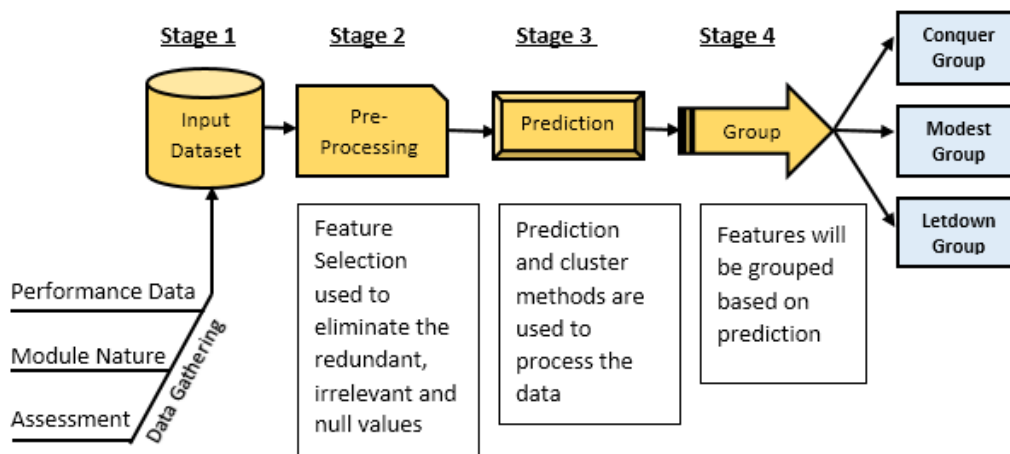 Stage 1
Stage 2
Stage 3
Stage 4
Input
Dataset
Pre-
Processing
Prediction
Group
Conquer
Group
Modest
Group
Letdown
Group
Performance Data
Module Nature
Assessment
Data Gathering
Feature
Selection
used to
eliminate the
redundant,
irrelevant and
null values
Prediction
and cluster
methods are
used to
process the
data
Features will
be grouped
based on
prediction